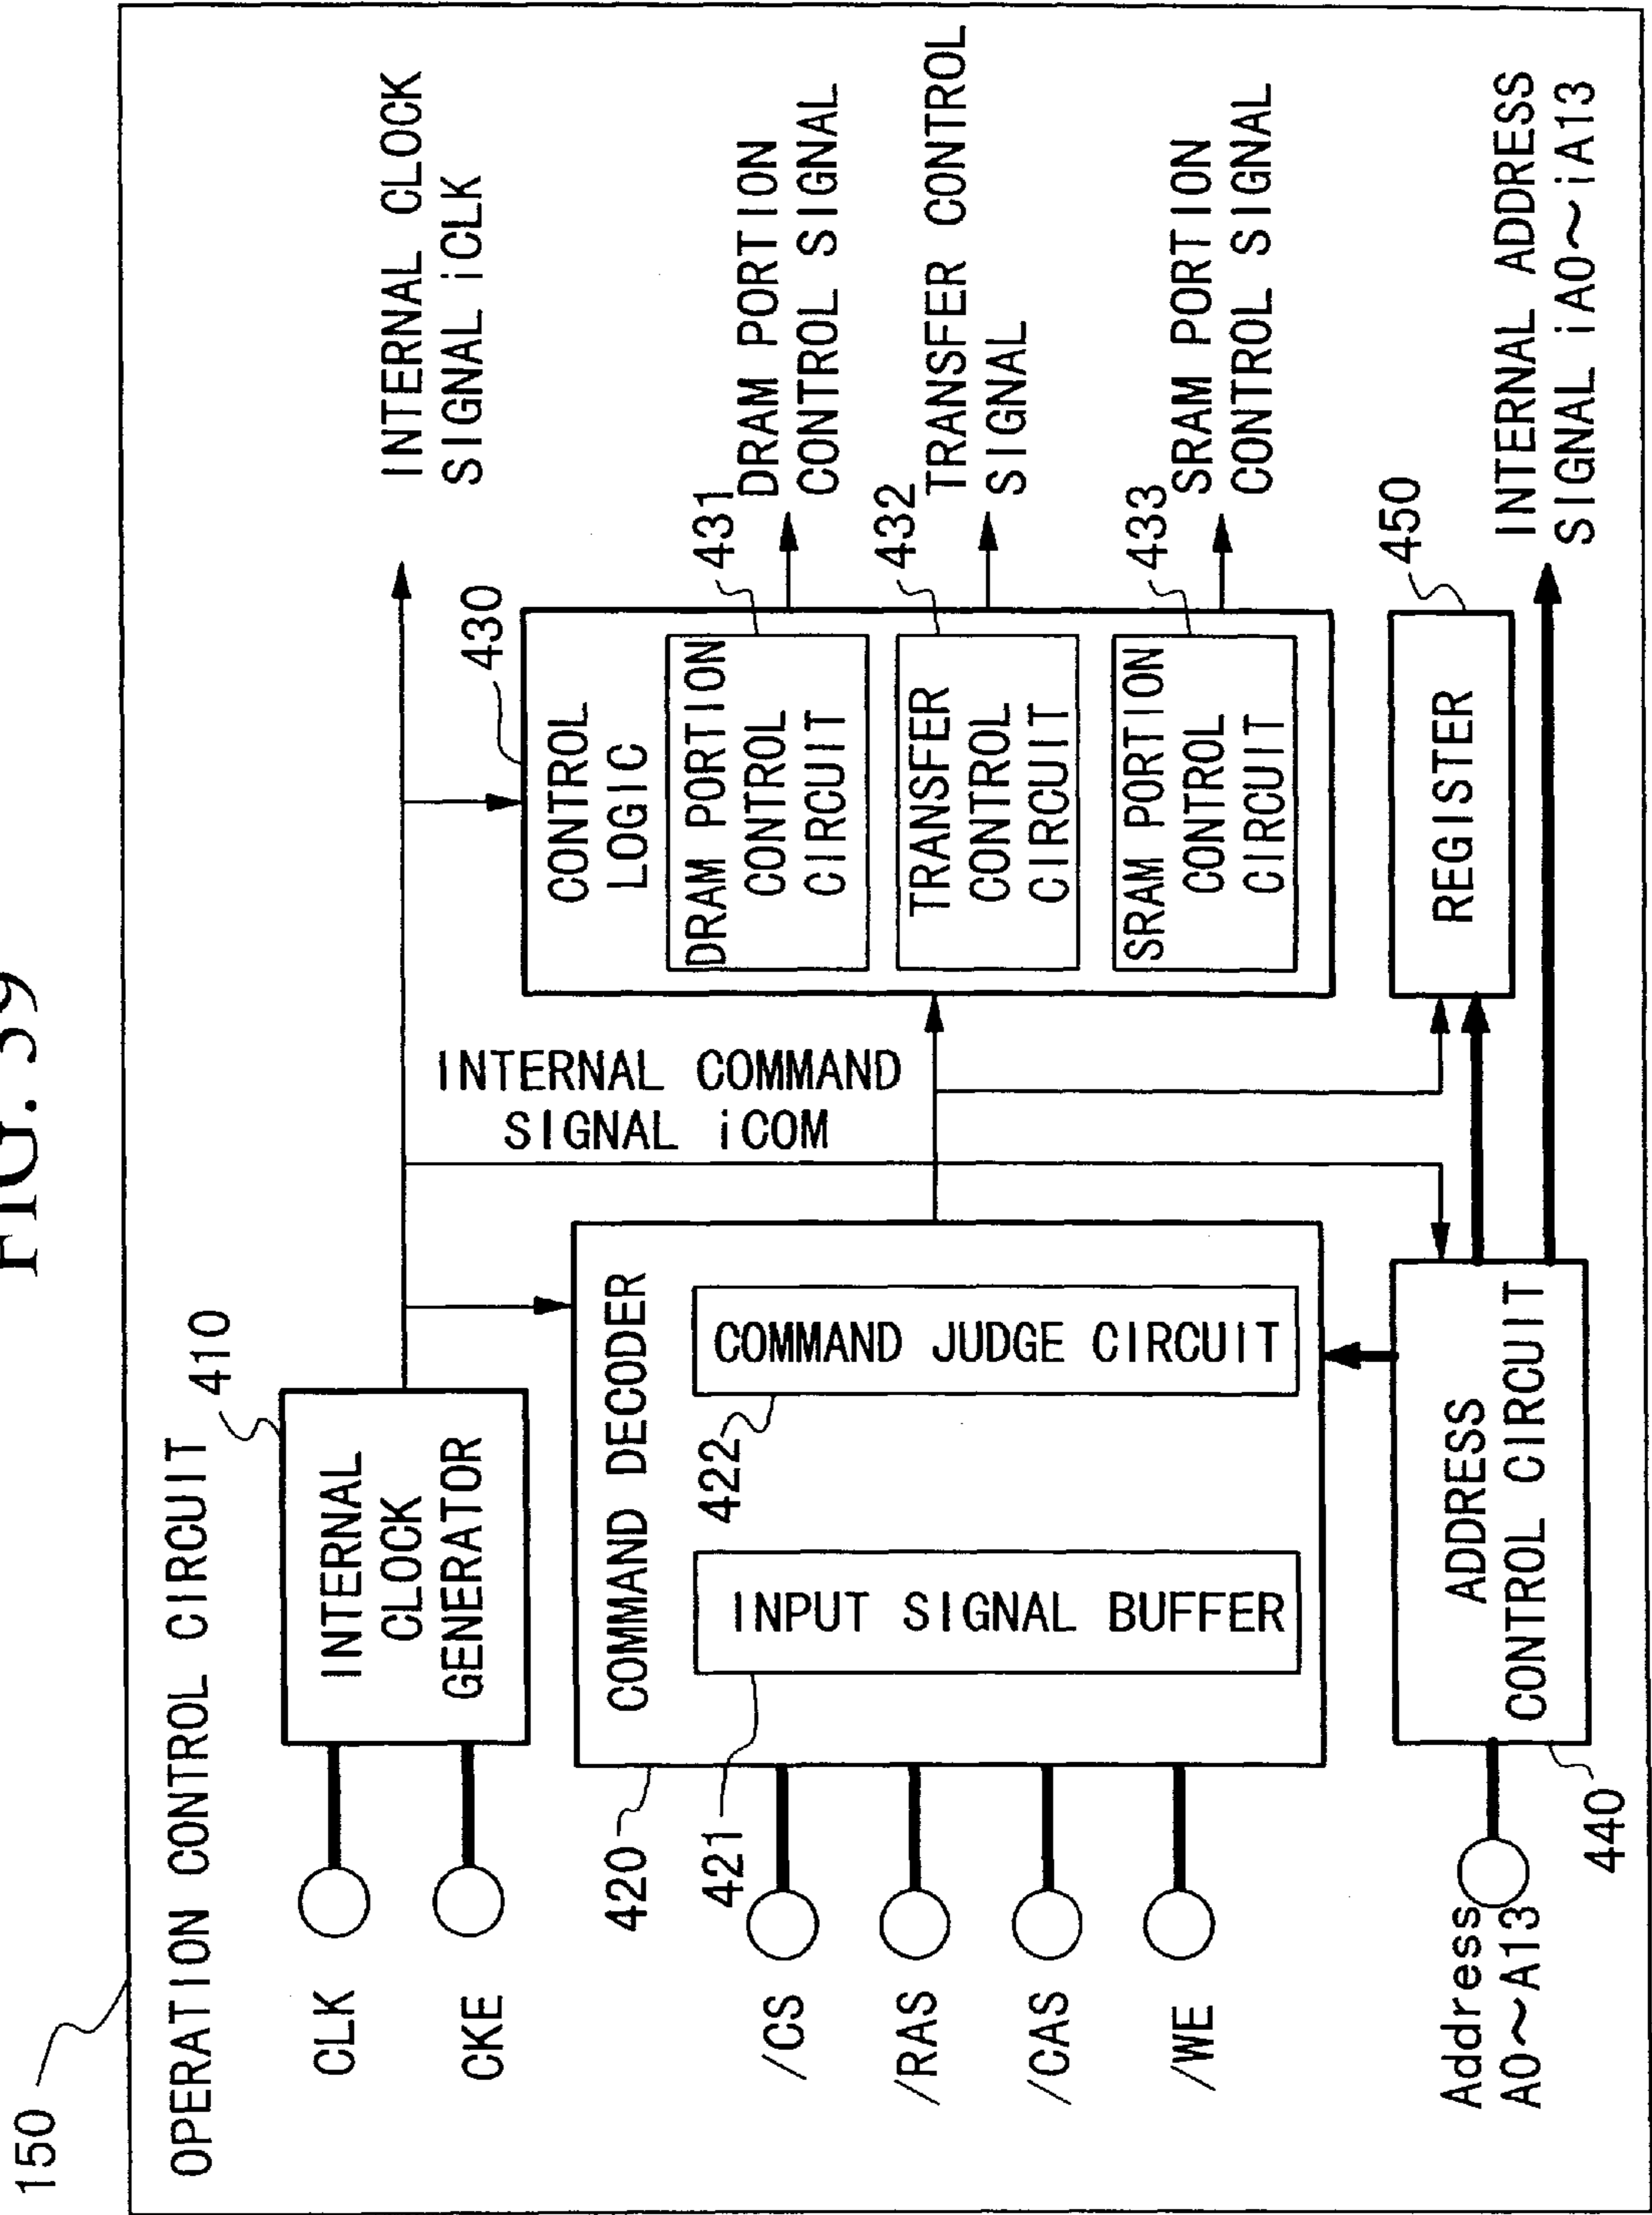 FIG. 39
150
OPERATION CONTROL CIRCUIT
410
CLK
CKE
INTERNAL
CLOCK
GENERATOR
INTERNAL CLOCK
SIGNAL iCLK
420
COMMAND DECODER
421
INPUT SIGNAL BUFFER
422
COMMAND JUDGE CIRCUIT
/CS
/RAS
/CAS
/WE
INTERNAL COMMAND
SIGNAL iCOM
430
CONTROL
LOGIC
DRAM PORTION
CONTROL
CIRCUIT
431
DRAM PORTION
CONTROL SIGNAL
TRANSFER
CONTROL
CIRCUIT
432
TRANSFER CONTROL
SIGNAL
SRAM PORTION
CONTROL
CIRCUIT
433
SRAM PORTION
CONTROL SIGNAL
Address
A0~A13
440
ADDRESS
CONTROL CIRCUIT
REGISTER
450
INTERNAL ADDRESS
SIGNAL iA0~iA13